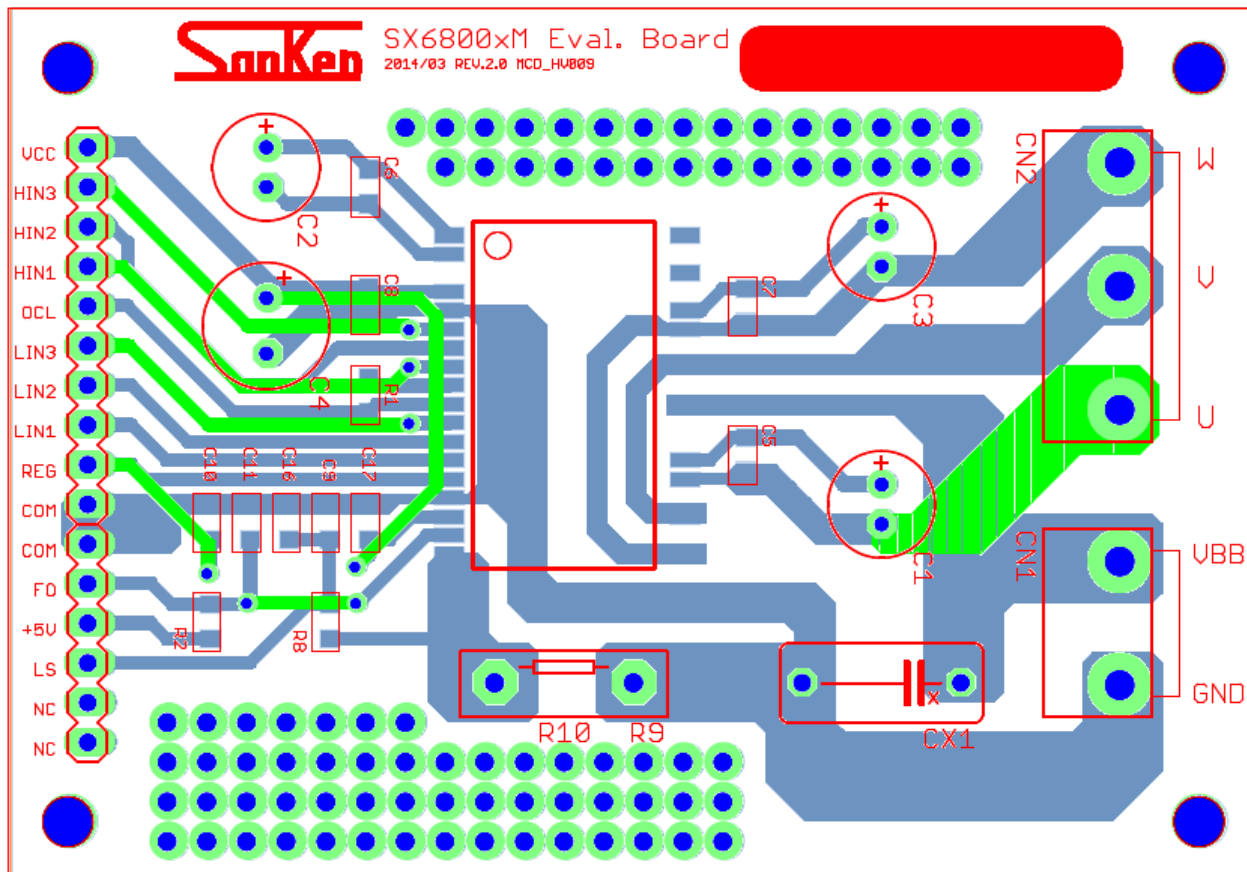 SanKen
SX6800xM Eval. Board
2014/03 REV.2.0 MCD_HV009
VCC
HIN3
HIN2
HIN1
OCL
LIN3
LIN2
LIN1
REG
COM
COM
FO
+5V
LS
NC
NC
+
C2
C6
+
C4
C8
R1
C10
C11
C16
C9
C17
R2
R8
+
C3
C7
C5
+
C1
CN2
W
V
U
CN1
VBB
GND
R10
R9
x
CX1